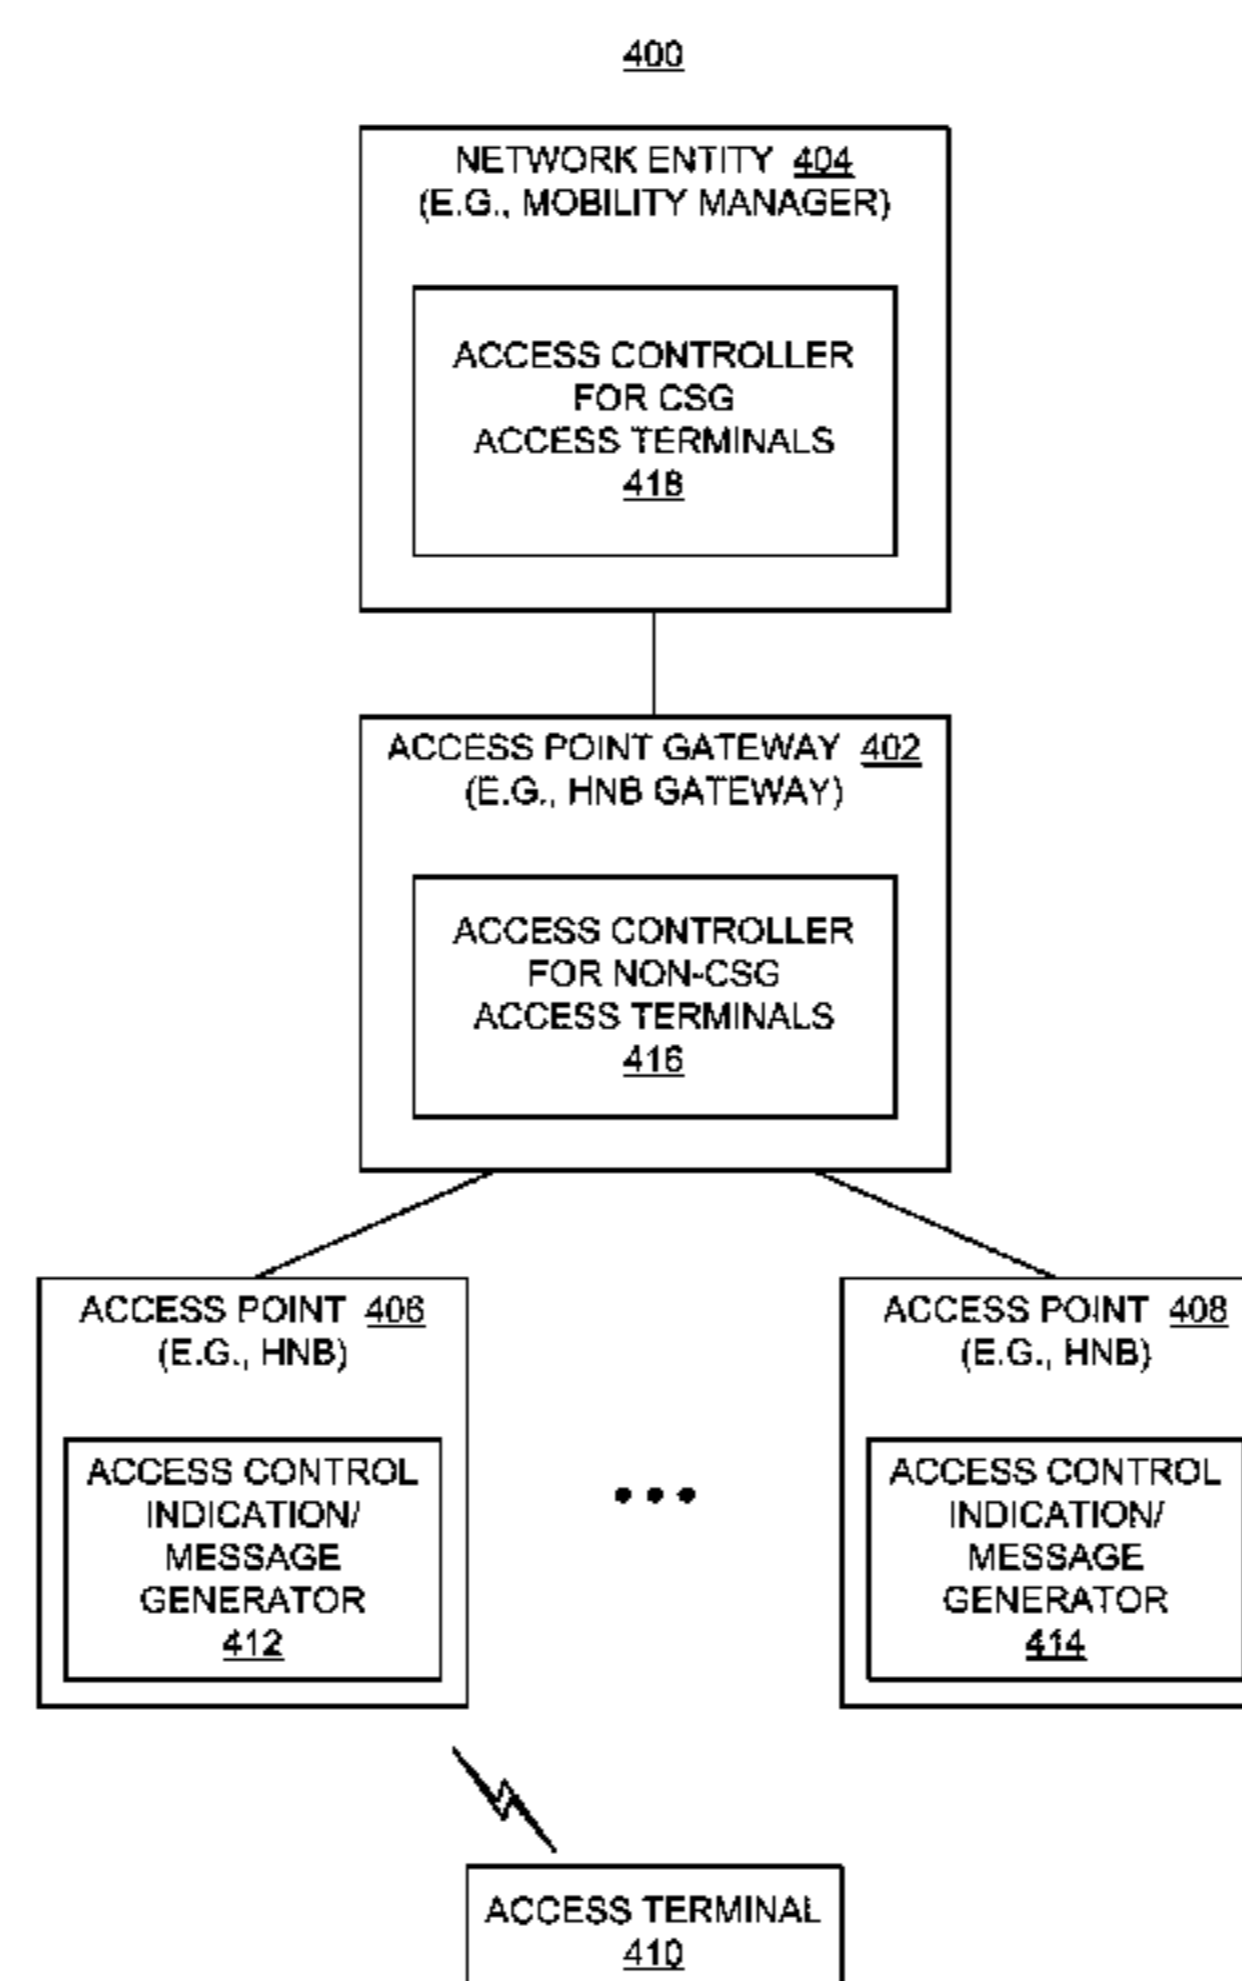 400
NETWORK ENTITY 404
(E.G., MOBILITY MANAGER)
ACCESS CONTROLLER
FOR CSG
ACCESS TERMINALS
418
ACCESS POINT GATEWAY 402
(E.G., HNB GATEWAY)
ACCESS CONTROLLER
FOR NON-CSG
ACCESS TERMINALS
416
ACCESS POINT 406
(E.G., HNB)
ACCESS CONTROL
INDICATION/
MESSAGE
GENERATOR
412
ACCESS POINT 408
(E.G., HNB)
ACCESS CONTROL
INDICATION/
MESSAGE
GENERATOR
414
ACCESS TERMINAL
410